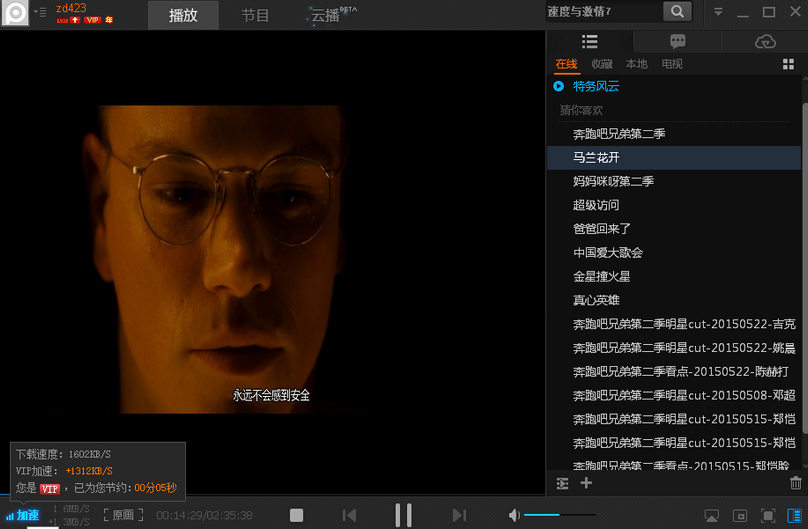 zd423
VIP 年
播放
节目
云播 BETA
速度与激情7
在线
收藏
本地
电视
特务风云
猜你喜欢
奔跑吧兄弟第二季
马兰花开
妈妈咪呀第二季
超级访问
爸爸回来了
中国爱大歌会
金星撞火星
真心英雄
奔跑吧兄弟第二季明星cut-20150522-吉克
奔跑吧兄弟第二季明星cut-20150522-姚晨
奔跑吧兄弟第二季看点-20150522-陈赫打
奔跑吧兄弟第二季明星cut-20150508-邓超
奔跑吧兄弟第二季明星cut-20150515-郑恺
奔跑吧兄弟第二季明星cut-20150515-郑恺
奔跑吧兄弟第二季看点-20150515-郑恺脸
永远不会感到安全
下载速度: 1602KB/S
VIP加速: +1312KB/S
您是 VIP ，已为您节约:00分05秒
加速
1.6MB/S
+1.3MB/S
[ 原画 ]
00:14:29/02:35:38